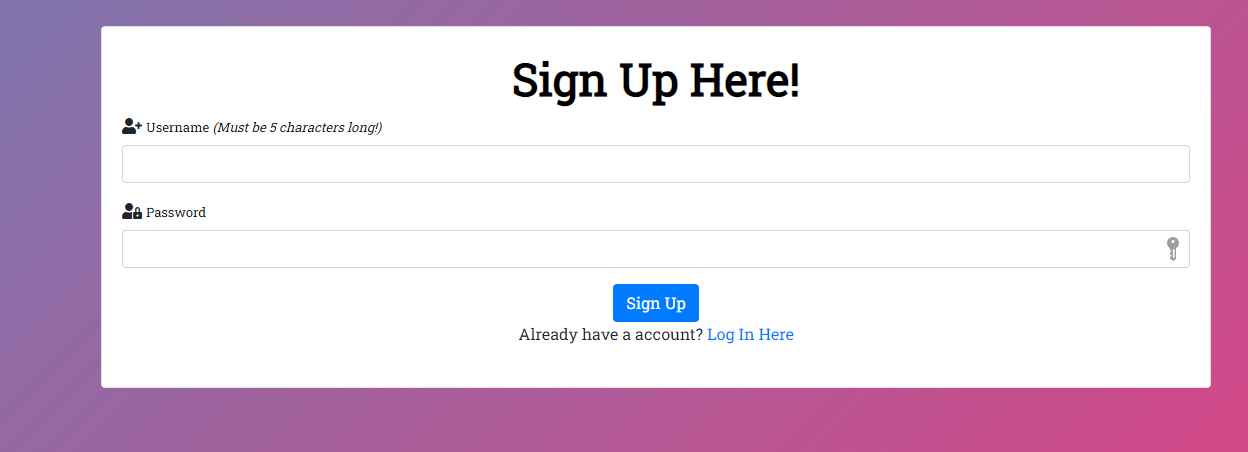 Sign Up Here!
Username (Must be 5 characters long!)
Password
Sign Up
Already have a account? Log In Here